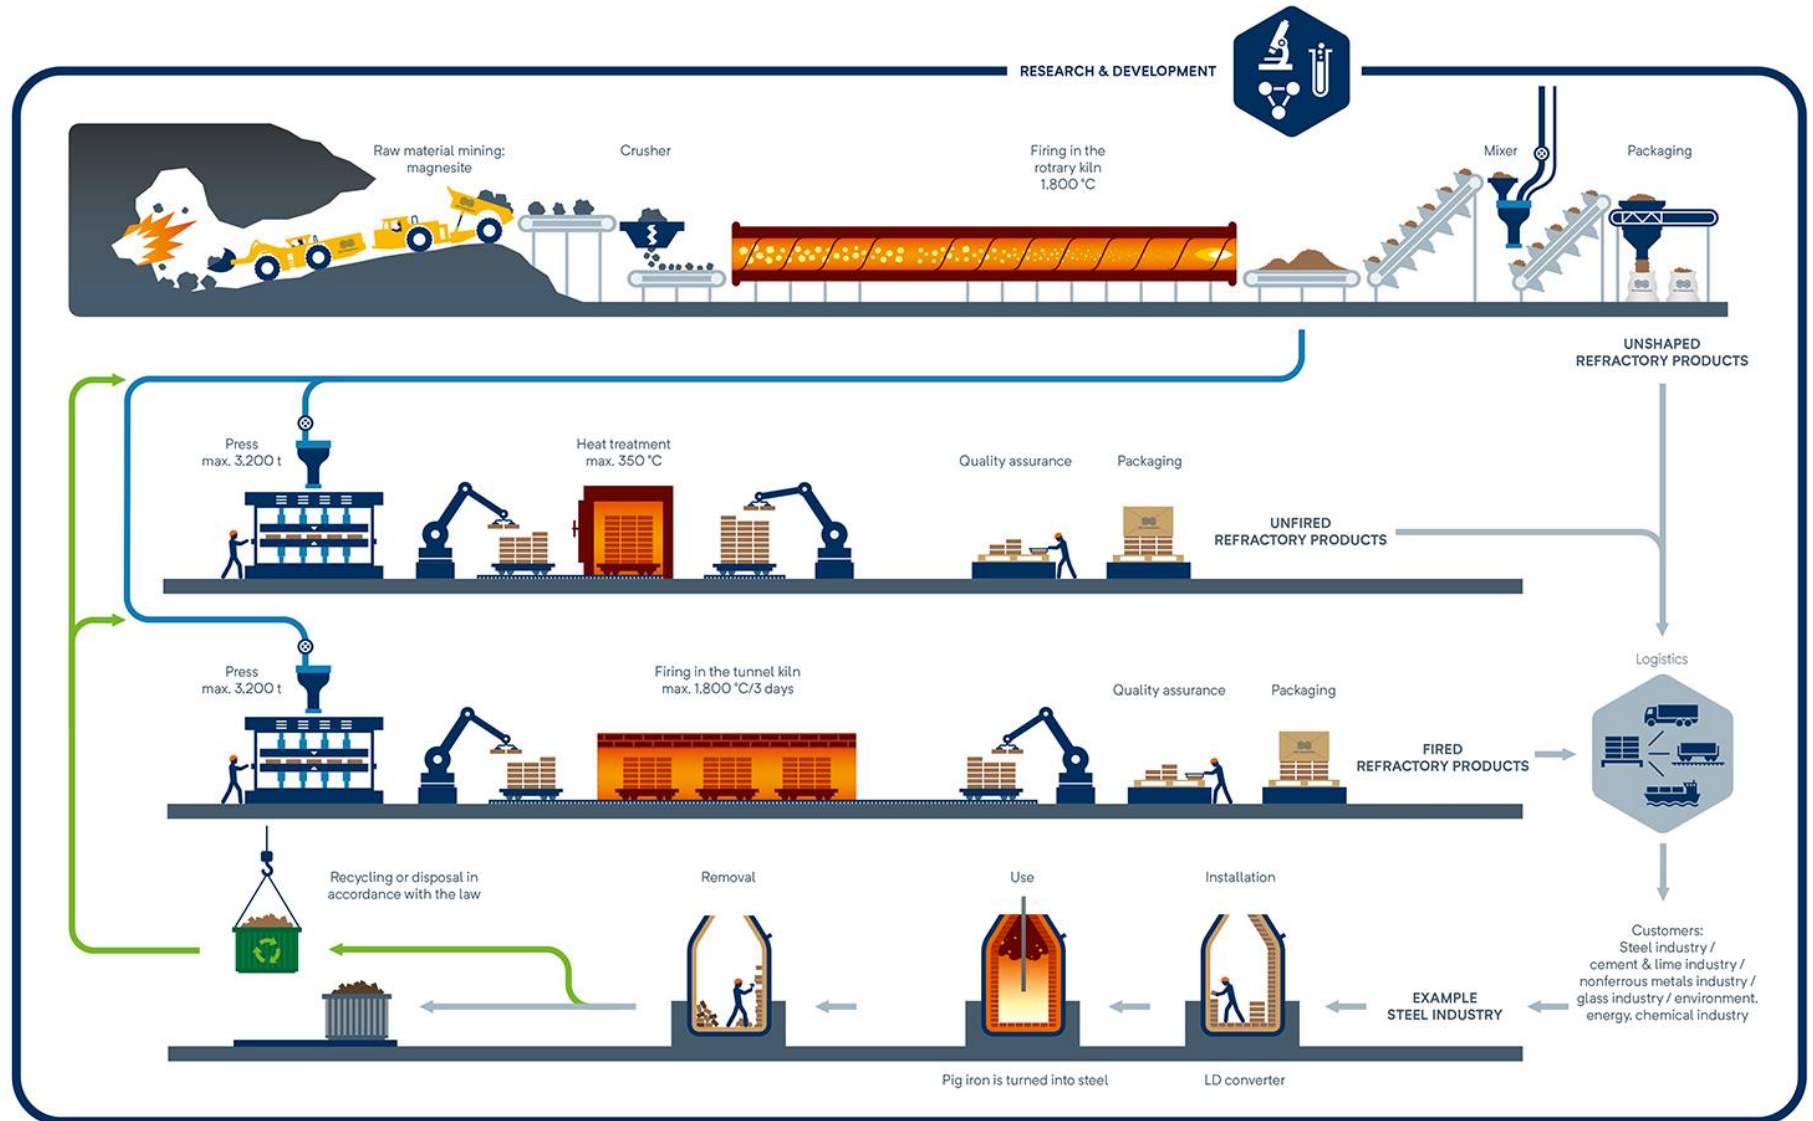 RESEARCH & DEVELOPMENT
Raw material mining:
magnesite
Crusher
Firing in the
rotrary kiln
1.800 °C
Mixer
Packaging
UNSHAPED
REFRACTORY PRODUCTS
Press
max. 3.200 t
Heat treatment
max. 350 °C
Quality assurance
Packaging
UNFIRED
REFRACTORY PRODUCTS
Press
max. 3.200 t
Firing in the tunnel kiln
max. 1.800 °C/3 days
Quality assurance
Packaging
FIRED
REFRACTORY PRODUCTS
Logistics
Recycling or disposal in
accordance with the law
Removal
Use
Installation
Customers:
Steel industry /
cement & lime industry /
nonferrous metals industry /
glass industry / environment.
energy. chemical industry
EXAMPLE
STEEL INDUSTRY
Pig iron is turned into steel
LD converter